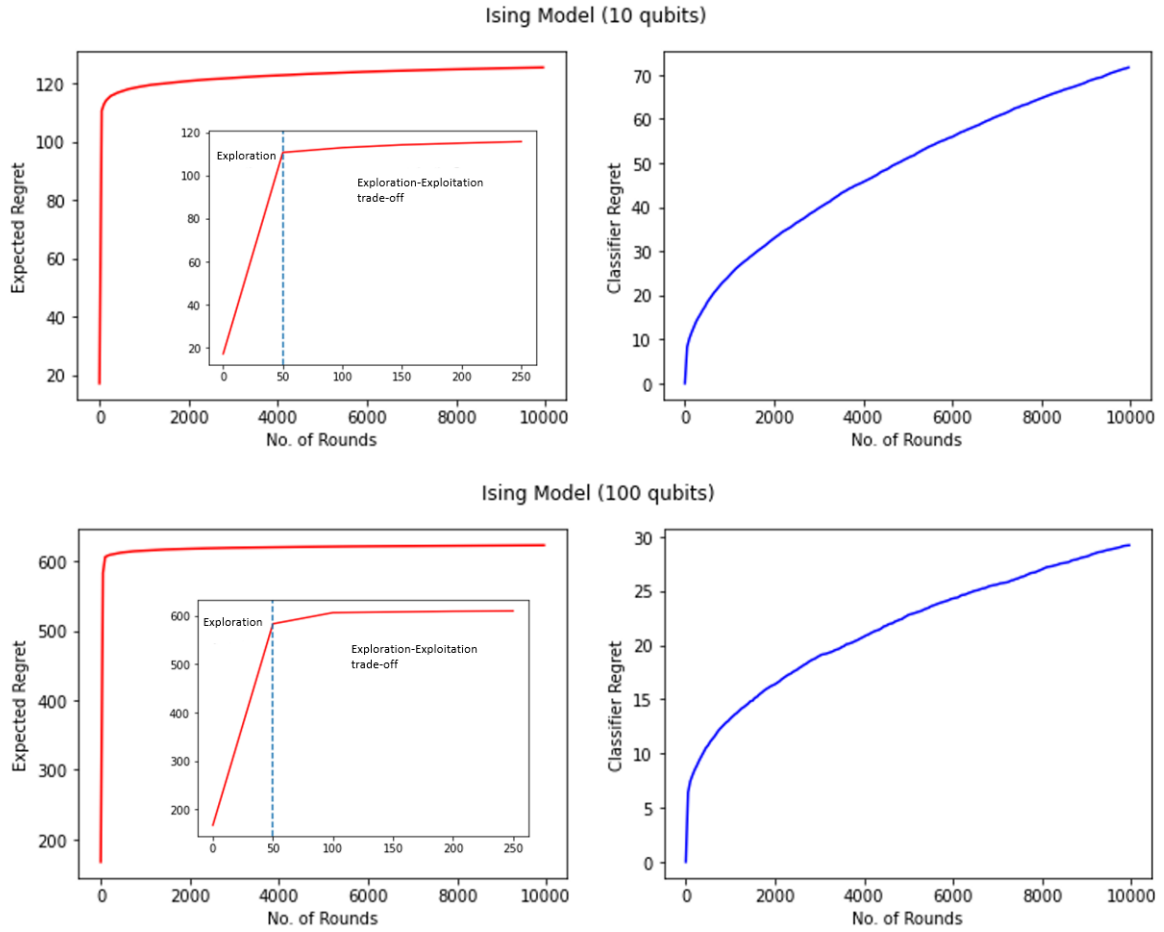 Ising Model (10 qubits)
Expected Regret
120
100
80
60
40
20
0 2000 4000 6000 8000 10000
No. of Rounds
120
100
80
60
40
20
0 50 100 150 200 250
Exploration
Exploration-Exploitation
trade-off
Classifier Regret
70
60
50
40
30
20
10
0
0 2000 4000 6000 8000 10000
No. of Rounds
Ising Model (100 qubits)
Expected Regret
600
500
400
300
200
0 2000 4000 6000 8000 10000
No. of Rounds
600
500
400
300
200
0 50 100 150 200 250
Exploration
Exploration-Exploitation
trade-off
Classifier Regret
30
25
20
15
10
5
0
0 2000 4000 6000 8000 10000
No. of Rounds